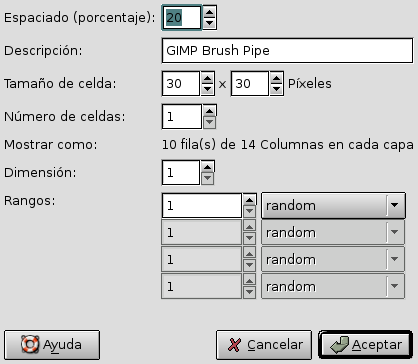 Espaciado (porcentaje): 20
Descripción: GIMP Brush Pipe
Tamaño de celda: 30 x 30 Píxeles
Número de celdas: 1
Mostrar como: 10 fila(s) de 14 Columnas en cada capa
Dimensión: 1
Rangos: 1 random
1 random
1 random
1 random
Ayuda Cancelar Aceptar